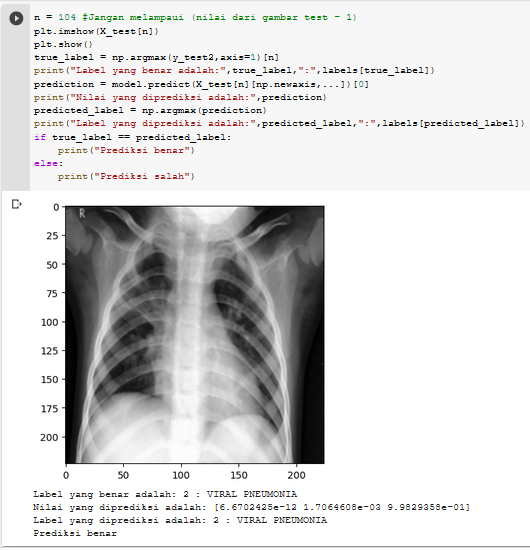 n = 104 #Jangan melampaui (nilai dari gambar test - 1)
plt.imshow(X_test[n])
plt.show()
true_label = np.argmax(y_test2,axis=1)[n]
print("Label yang benar adalah:",true_label,":",labels[true_label])
prediction = model.predict(X_test[n][np.newaxis,...])[0]
print("Nilai yang diprediksi adalah:",prediction)
predicted_label = np.argmax(prediction)
print("Label yang diprediksi adalah:",predicted_label,":",labels[predicted_label])
if true_label == predicted_label:
    print("Prediksi benar")
else:
    print("Prediksi salah")
R
0
25
50
75
100
125
150
175
200
0 50 100 150 200
Label yang benar adalah: 2 : VIRAL PNEUMONIA
Nilai yang diprediksi adalah: [6.6702425e-12 1.7064608e-03 9.9829358e-01]
Label yang diprediksi adalah: 2 : VIRAL PNEUMONIA
Prediksi benar